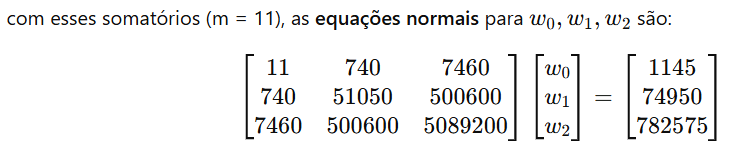 com esses somatórios (m = 11), as equações normais para w₀, w₁, w₂ são:
[ 11 740 7460 ] [ w₀ ] = [ 1145 ]
[ 740 51050 500600 ] [ w₁ ] = [ 74950 ]
[ 7460 500600 5089200 ] [ w₂ ] = [ 782575 ]